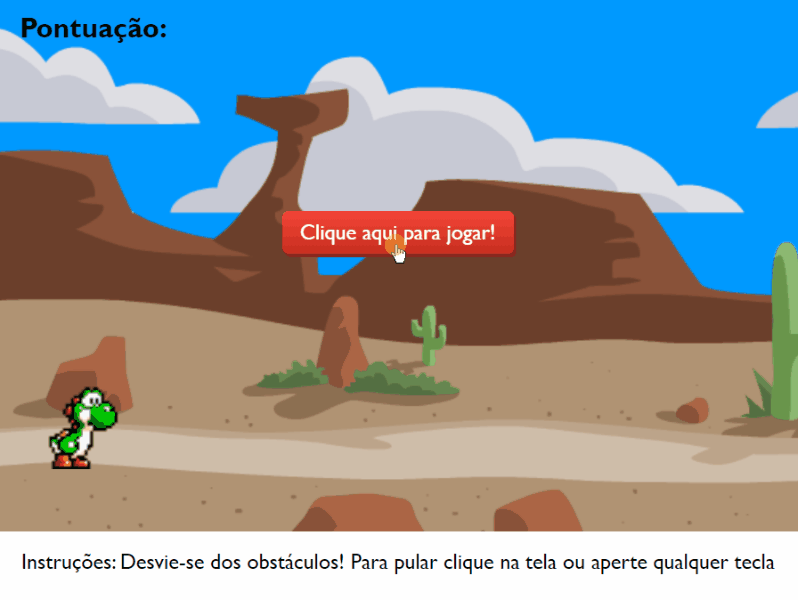 Pontuação:
Clique aqui para jogar!
Instruções: Desvie-se dos obstáculos! Para pular clique na tela ou aperte qualquer tecla